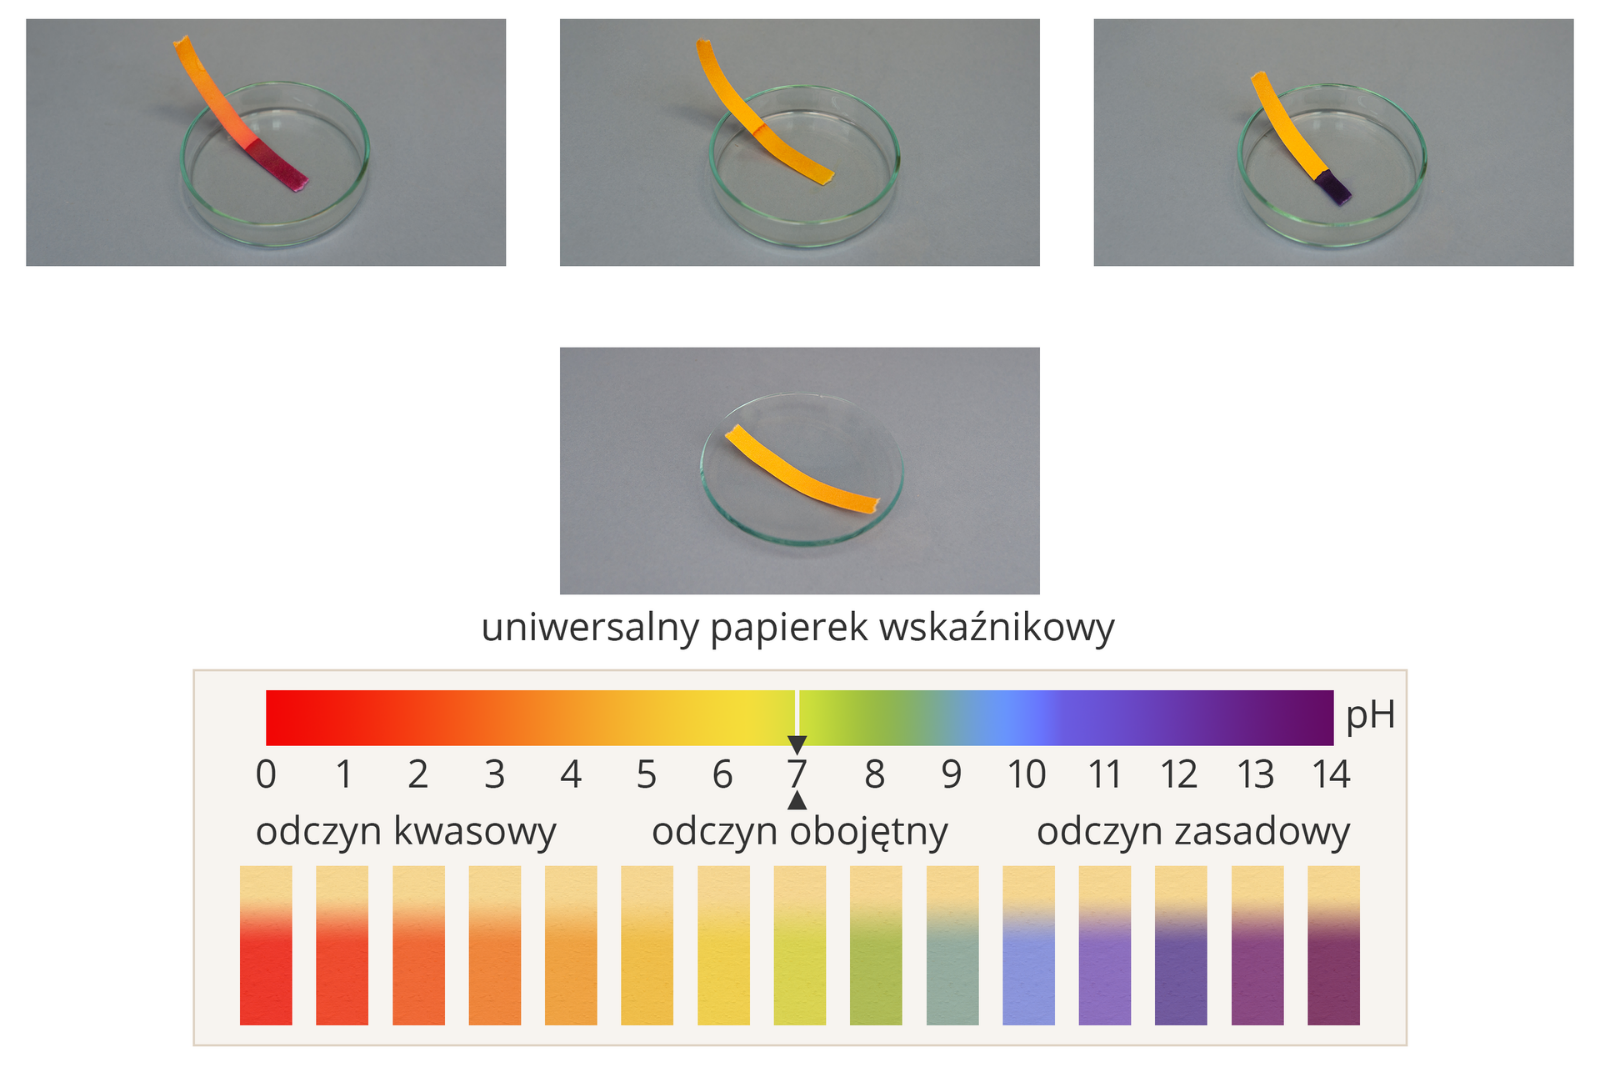 uniwersalny papierek wskaźnikowy
pH
0 1 2 3 4 5 6 7 8 9 10 11 12 13 14
odczyn kwasowy odczyn obojętny odczyn zasadowy